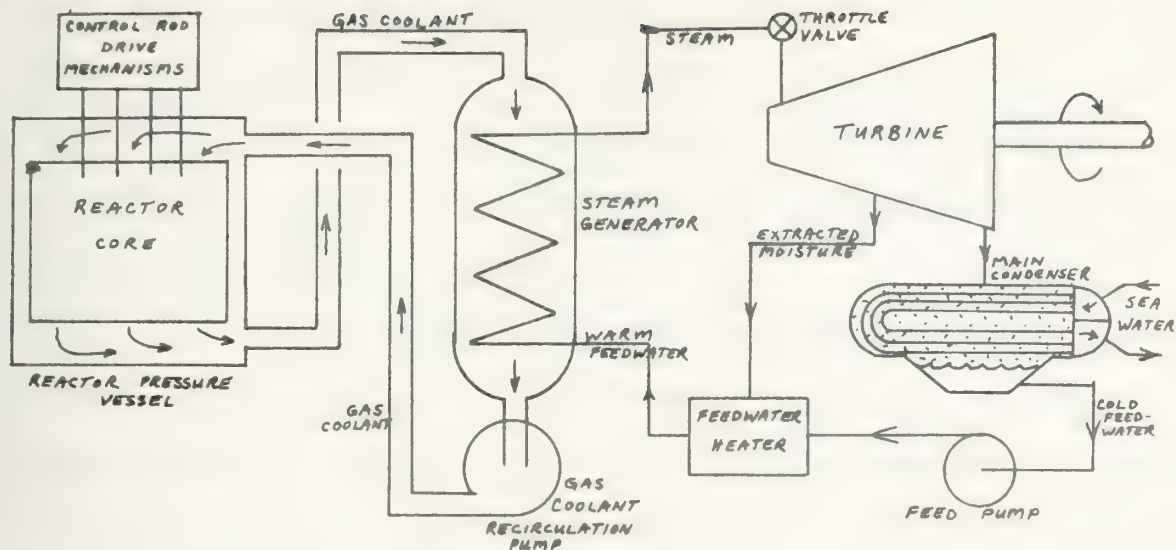 CONTROL ROD
DRIVE
MECHANISMS
GAS COOLANT
STEAM
THROTTLE
VALVE
TURBINE
REACTOR
CORE
STEAM
GENERATOR
EXTRACTED
MOISTURE
MAIN
CONDENSER
SEA
WATER
WARM
FEEDWATER
REACTOR PRESSURE
VESSEL
GAS
COOLANT
FEEDWATER
HEATER
COLD
FEED-
WATER
GAS
COOLANT
RECIRCULATION
PUMP
FEED PUMP